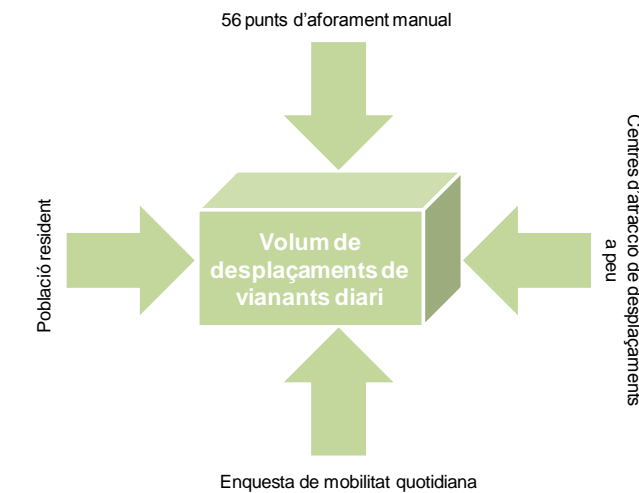 56 punts d'aforament manual
Població resident
Volum de
desplaçaments de
vianants diari
Centres d'atracció de desplaçaments
a peu
Enquesta de mobilitat quotidiana